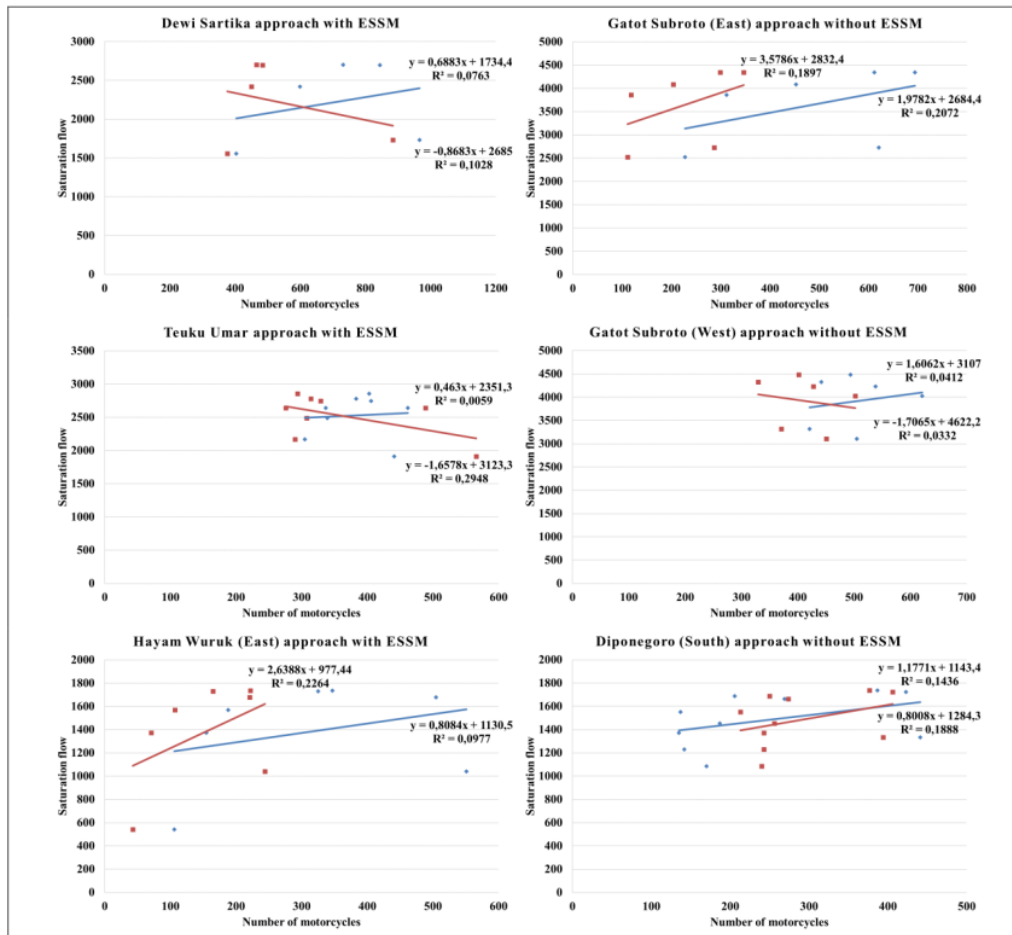 Dewi Sartika approach with ESSM
Saturation flow
3000
2500
2000
1500
1000
500
0
0 200 400 600 800 1000 1200
Number of motorcycles
y = 0,6883x + 1734,4
R² = 0,0763
y = -0,8683x + 2685
R² = 0,1028
Gatot Subroto (East) approach without ESSM
Saturation flow
5000
4500
4000
3500
3000
2500
2000
1500
1000
500
0
0 100 200 300 400 500 600 700 800
Number of motorcycles
y = 3,5786x + 2832,4
R² = 0,1897
y = 1,9782x + 2684,4
R² = 0,2072
Teuku Umar approach with ESSM
Saturation flow
3500
3000
2500
2000
1500
1000
500
0
0 100 200 300 400 500 600
Number of motorcycles
y = 0,463x + 2351,3
R² = 0,0059
y = -1,6578x + 3123,3
R² = 0,2948
Gatot Subroto (West) approach without ESSM
Saturation flow
5000
4500
4000
3500
3000
2500
2000
1500
1000
500
0
0 100 200 300 400 500 600 700
Number of motorcycles
y = 1,6062x + 3107
R² = 0,0412
y = -1,7065x + 4622,2
R² = 0,0332
Hayam Wuruk (East) approach with ESSM
Saturation flow
2000
1800
1600
1400
1200
1000
800
600
400
200
0
0 100 200 300 400 500 600
Number of motorcycles
y = 2,6388x + 977,44
R² = 0,2264
y = 0,8084x + 1130,5
R² = 0,0977
Diponegoro (South) approach without ESSM
Saturation flow
2000
1800
1600
1400
1200
1000
800
600
400
200
0
0 100 200 300 400 500
Number of motorcycles
y = 1,1771x + 1143,4
R² = 0,1436
y = 0,8008x + 1284,3
R² = 0,1888